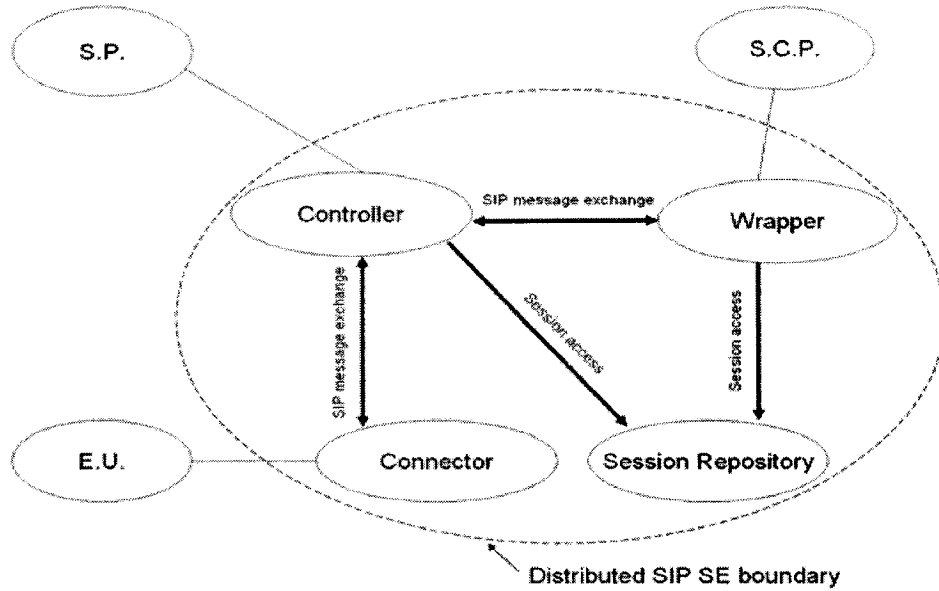 S.P.
S.C.P.
SIP message exchange
Controller
Wrapper
SIP message exchange
Session access
Session access
E.U.
Connector
Session Repository
Distributed SIP SE boundary